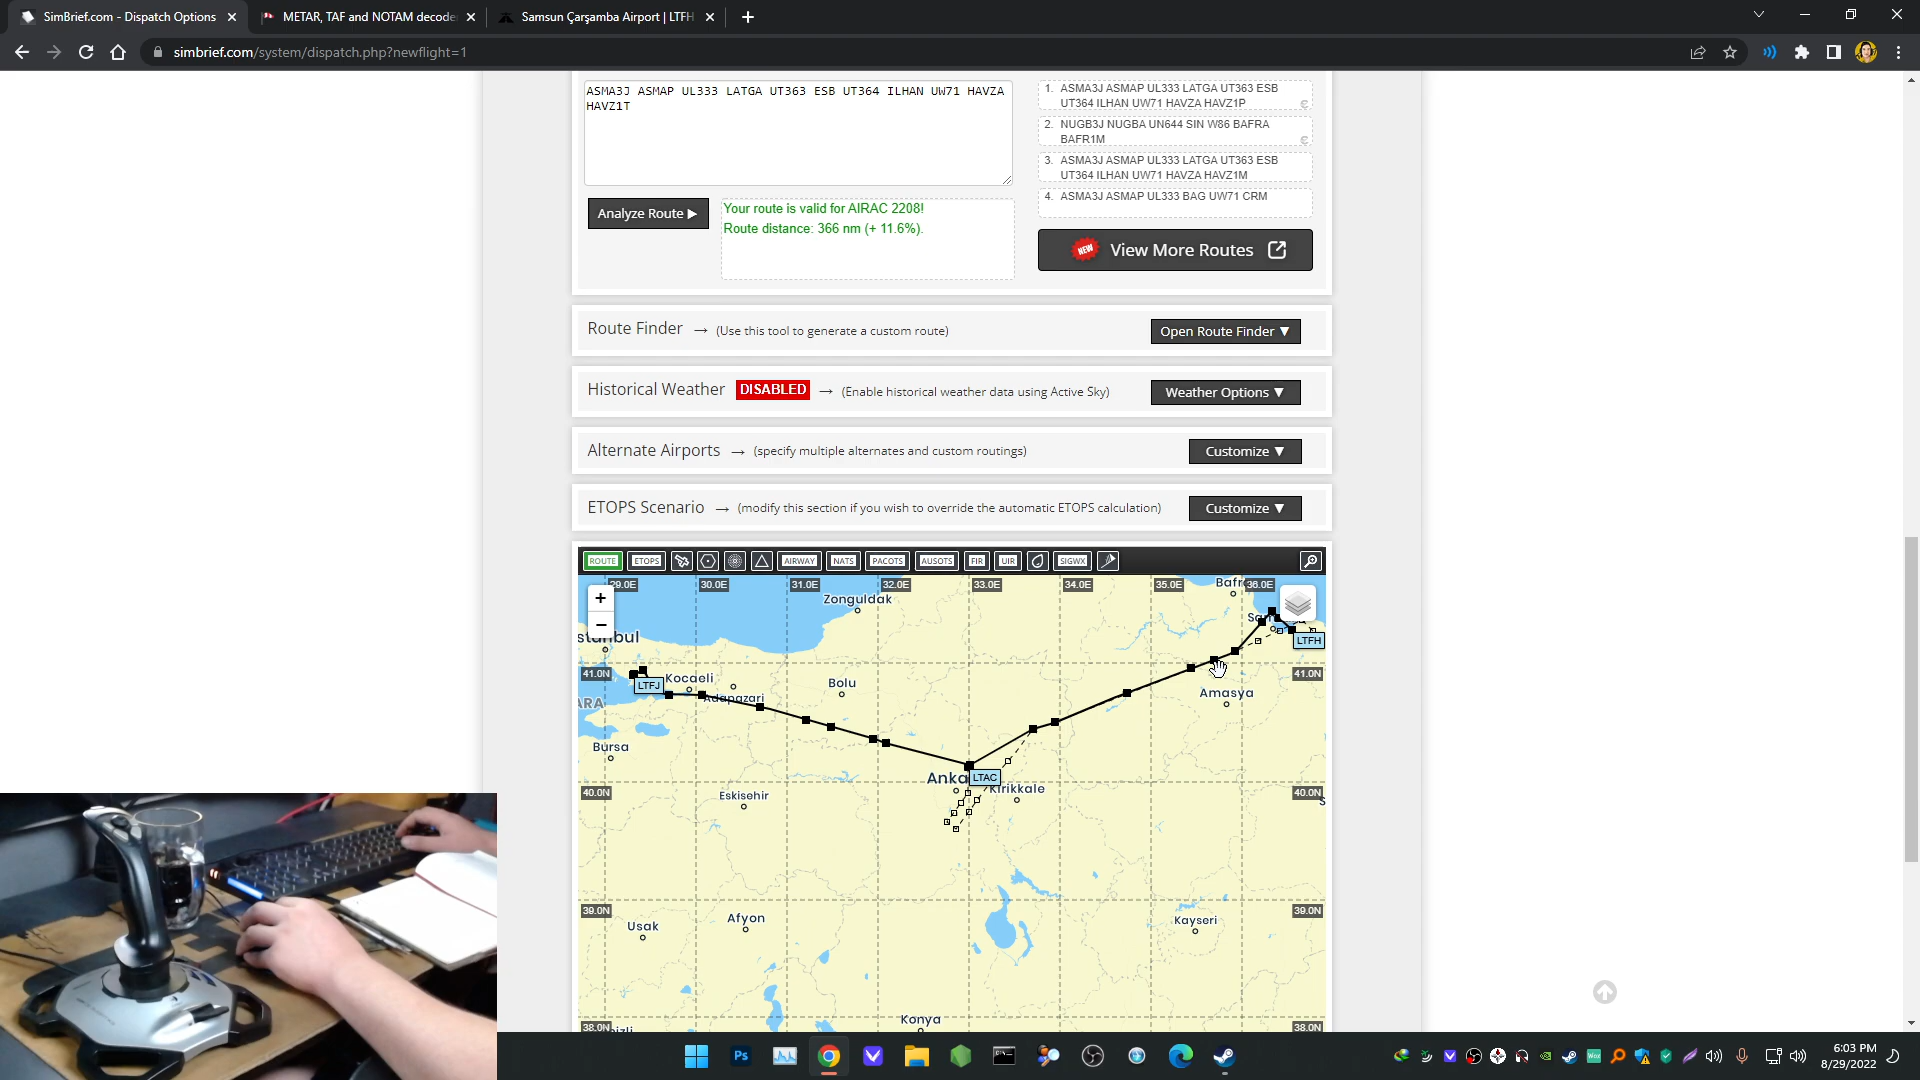 SimBrief.com - Dispatch Options
METAR, TAF and NOTAM decode
Samsun Çarşamba Airport | LTFH
simbrief.com/system/dispatch.php?newflight=1
ASMA3J ASMAP UL333 LATGA UT363 ESB UT364 ILHAN UW71 HAVZA
HAVZ1T
1. ASMA3J ASMAP UL333 LATGA UT363 ESB
UT364 ILHAN UW71 HAVZA HAVZ1P
2. NUGB3J NUGBA UN644 SIN W86 BAFRA
BAFR1M
3. ASMA3J ASMAP UL333 LATGA UT363 ESB
UT364 ILHAN UW71 HAVZA HAVZ1M
4. ASMA3J ASMAP UL333 BAG UW71 CRM
Analyze Route ▶
Your route is valid for AIRAC 2208!
Route distance: 366 nm (+ 11.6%).
NEW View More Routes
Route Finder → (Use this tool to generate a custom route)
Open Route Finder ▼
Historical Weather DISABLED → (Enable historical weather data using Active Sky)
Weather Options ▼
Alternate Airports → (specify multiple alternates and custom routings)
Customize ▼
ETOPS Scenario → (modify this section if you wish to override the automatic ETOPS calculation)
Customize ▼
ROUTE ETOPS AIRWAY NATS PACOTS AUSOTS FIR UIR SIGWX
29.0E 30.0E 31.0E 32.0E 33.0E 34.0E 35.0E 36.0E
Bafra
Zonguldak
+
−
stanbul
Sam
LTFH
41.0N
41.0N
Kocaeli
LTFJ
Bolu
Adapazari
ARA
Amasya
Bursa
Anka
LTAC
Kirikkale
40.0N
40.0N
Eskisehir
39.0N
39.0N
Usak
Afyon
Kayseri
Konya
38.0N
38.0N
nizli
6:03 PM
8/29/2022